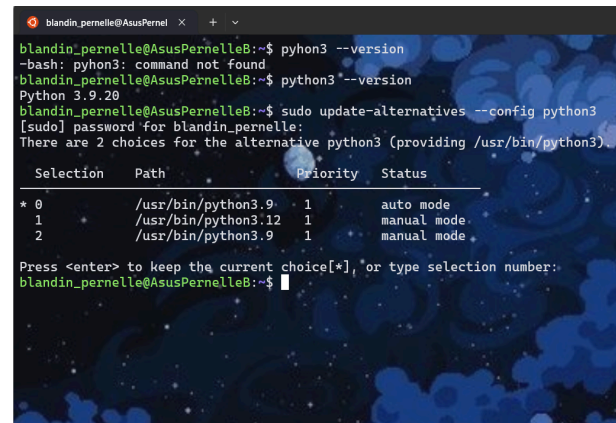 blandin_pernelle@AsusPernel × + ⌄
blandin_pernelle@AsusPernelleB:~$ pyhon3 --version
-bash: pyhon3: command not found
blandin_pernelle@AsusPernelleB:~$ python3 --version
Python 3.9.20
blandin_pernelle@AsusPernelleB:~$ sudo update-alternatives --config python3
[sudo] password for blandin_pernelle:
There are 2 choices for the alternative python3 (providing /usr/bin/python3).
Selection Path Priority Status
* 0 /usr/bin/python3.9 1 auto mode
1 /usr/bin/python3.12 1 manual mode
2 /usr/bin/python3.9 1 manual mode
Press <enter> to keep the current choice[*], or type selection number:
blandin_pernelle@AsusPernelleB:~$